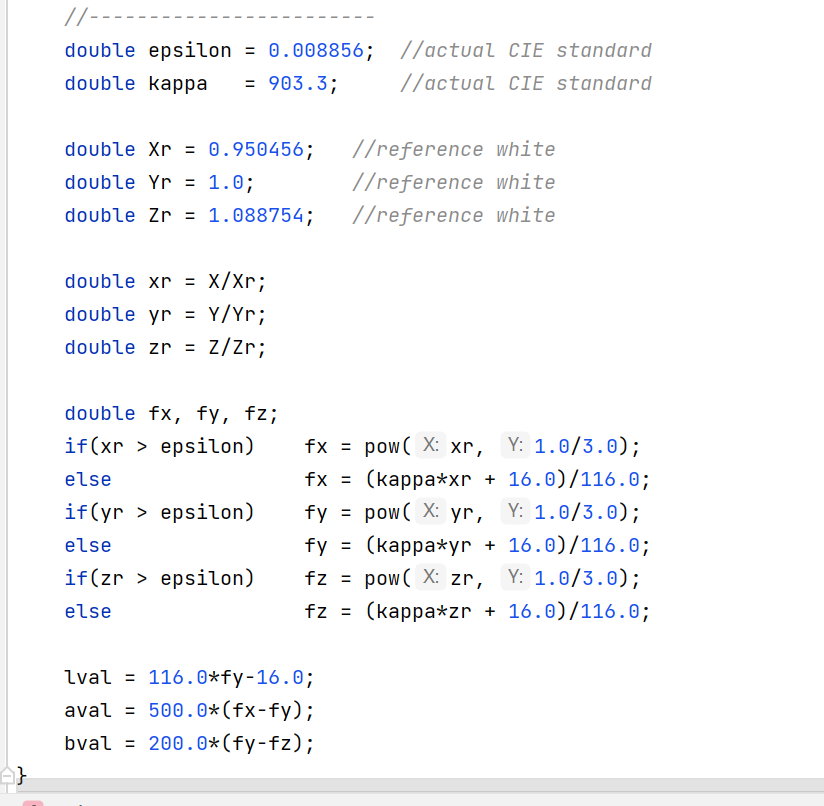 //------------------------
double epsilon = 0.008856;  //actual CIE standard
double kappa   = 903.3;     //actual CIE standard
double Xr = 0.950456;   //reference white
double Yr = 1.0;        //reference white
double Zr = 1.088754;   //reference white
double xr = X/Xr;
double yr = Y/Yr;
double zr = Z/Zr;
double fx, fy, fz;
if(xr > epsilon)    fx = pow( X: xr, Y: 1.0/3.0);
else                fx = (kappa*xr + 16.0)/116.0;
if(yr > epsilon)    fy = pow( X: yr, Y: 1.0/3.0);
else                fy = (kappa*yr + 16.0)/116.0;
if(zr > epsilon)    fz = pow( X: zr, Y: 1.0/3.0);
else                fz = (kappa*zr + 16.0)/116.0;
lval = 116.0*fy-16.0;
aval = 500.0*(fx-fy);
bval = 200.0*(fy-fz);
}